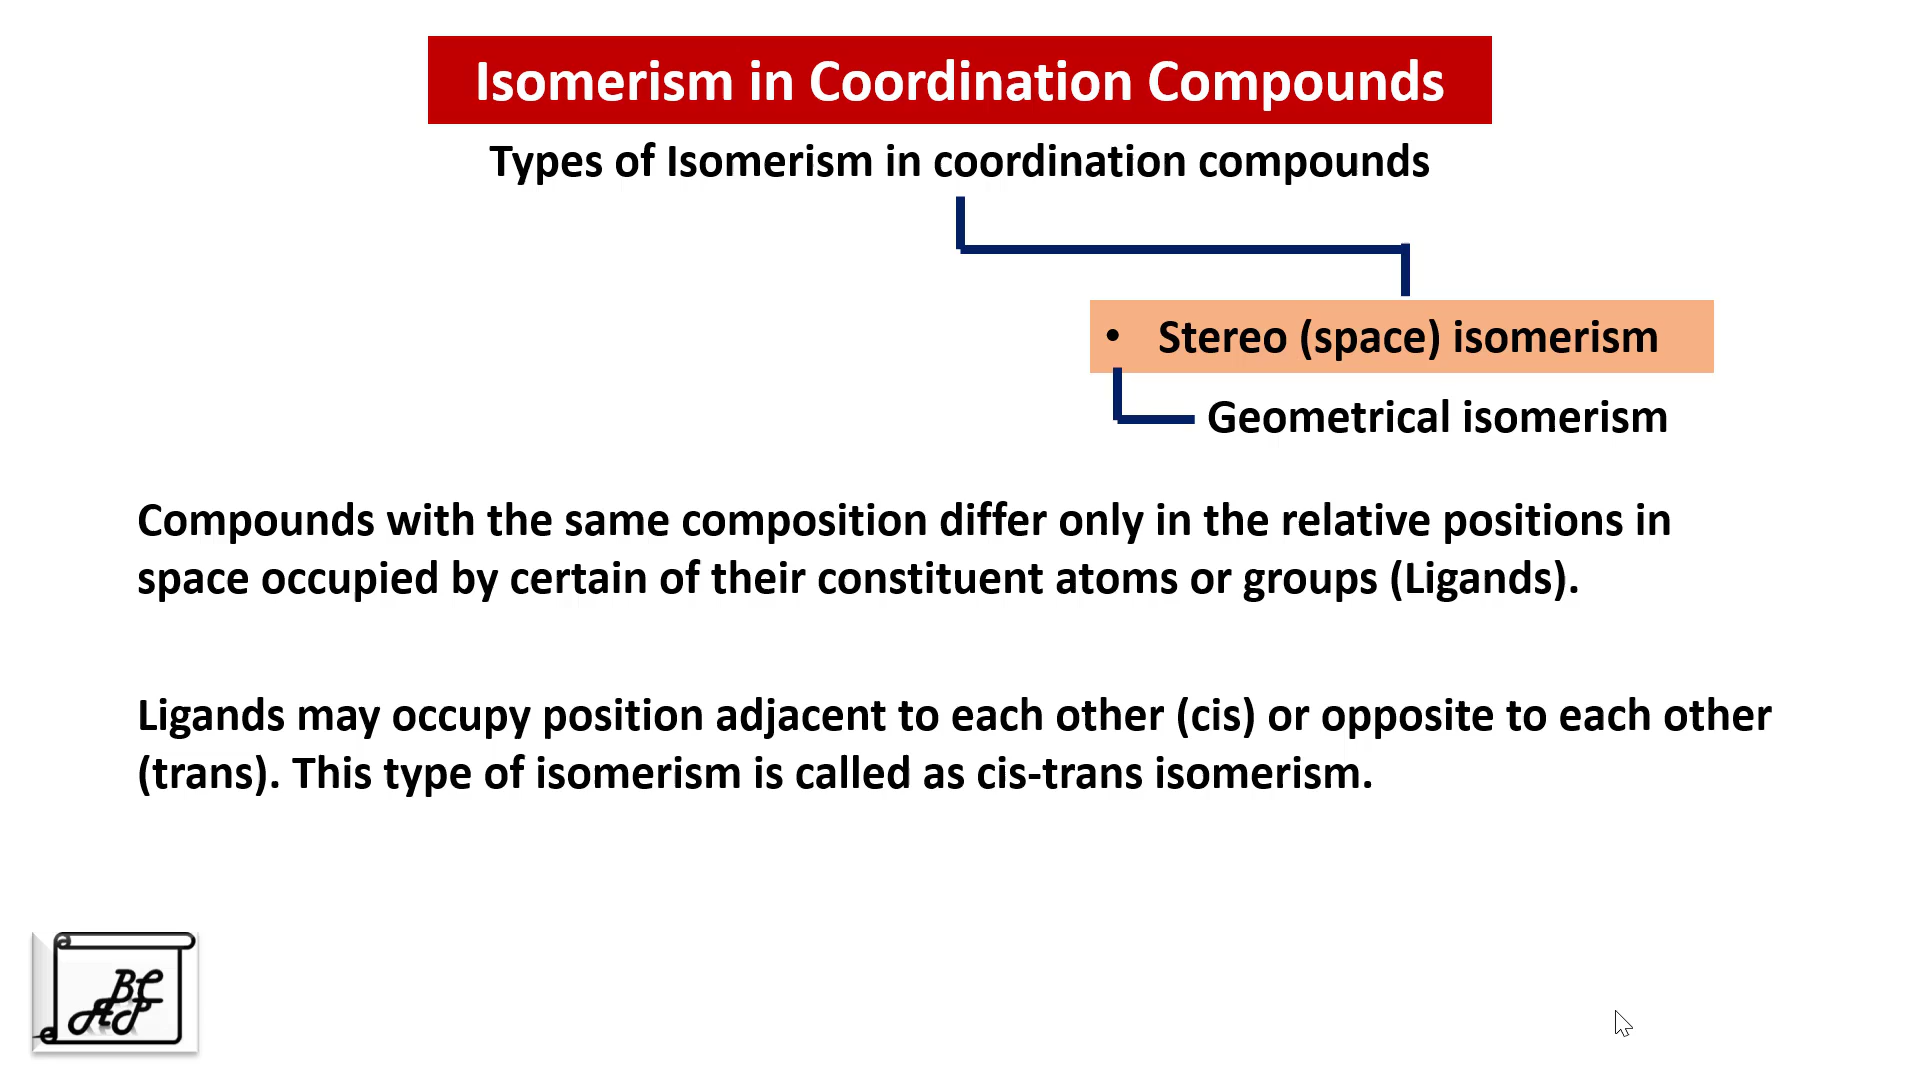 Isomerism in Coordination Compounds
Types of Isomerism in coordination compounds
• Stereo (space) isomerism
Geometrical isomerism
Compounds with the same composition differ only in the relative positions in
space occupied by certain of their constituent atoms or groups (Ligands).
Ligands may occupy position adjacent to each other (cis) or opposite to each other
(trans). This type of isomerism is called as cis-trans isomerism.